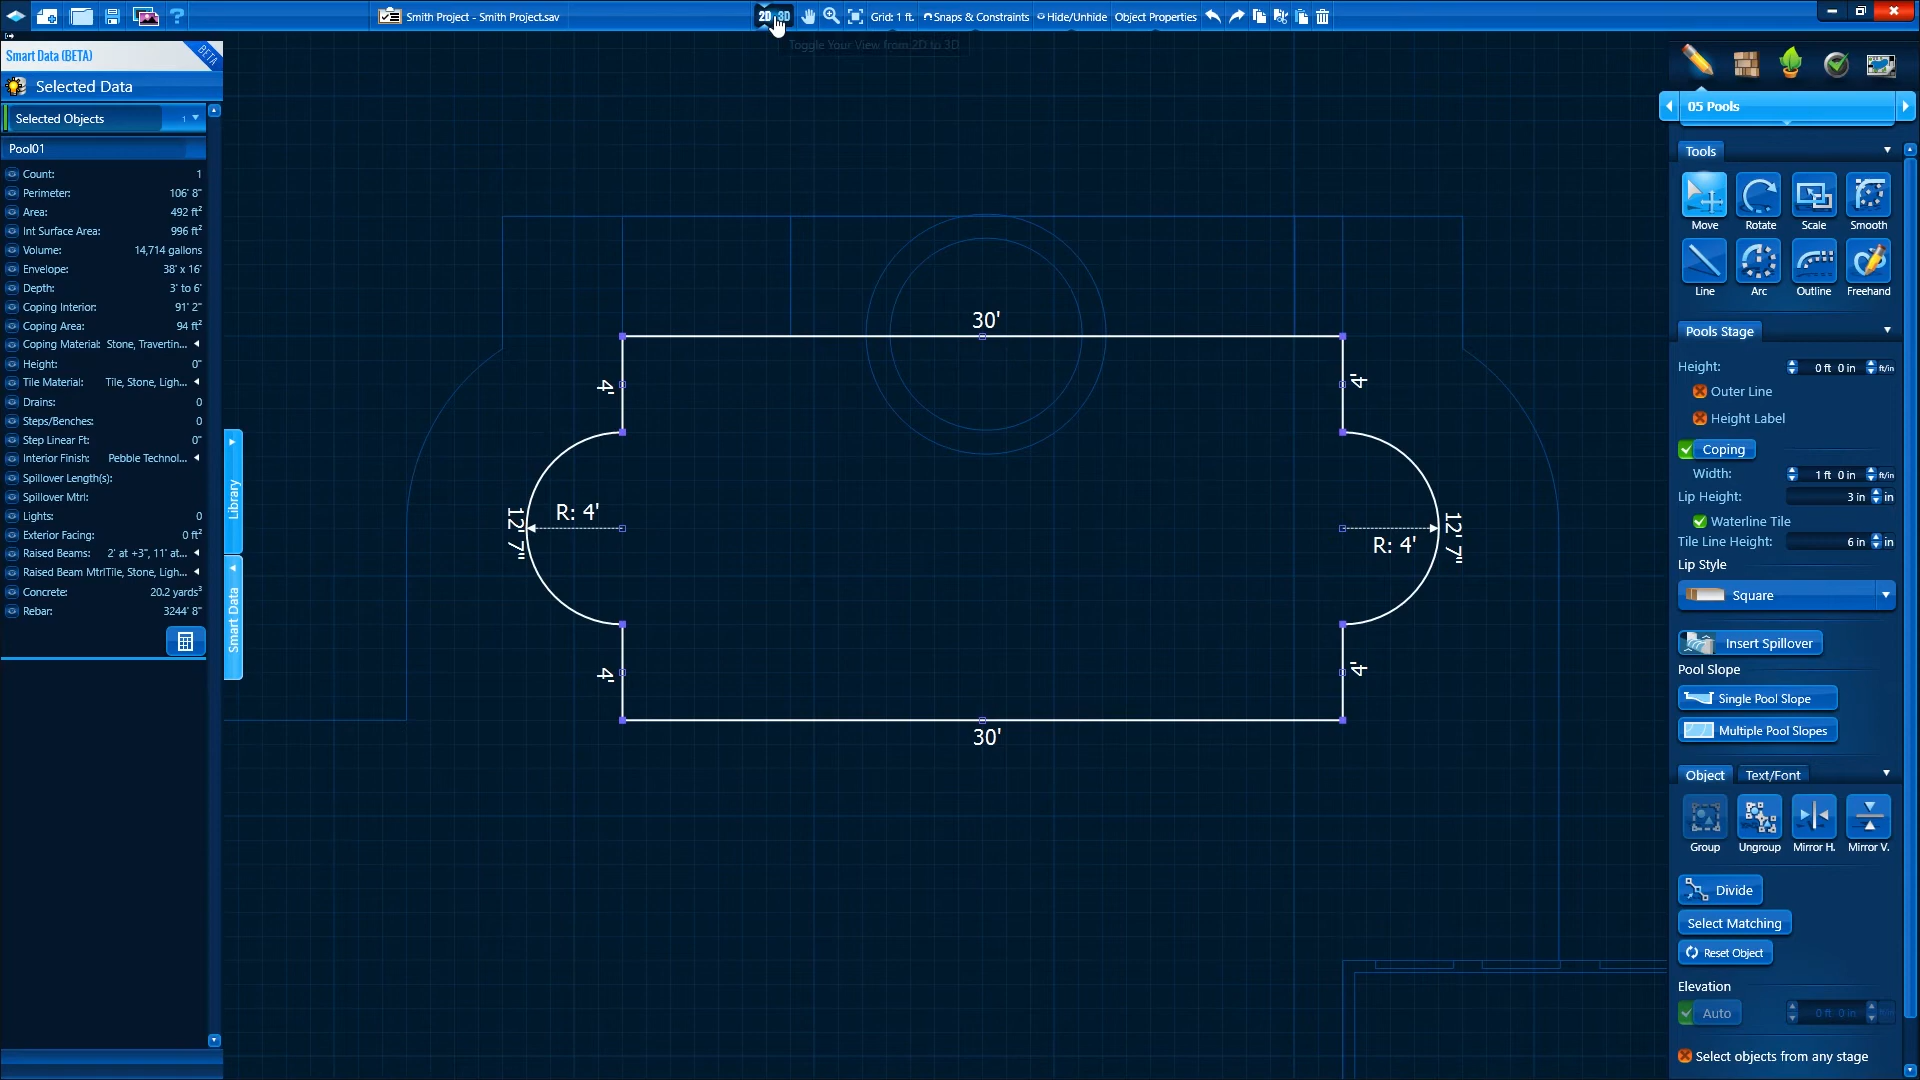 Smith Project - Smith Project.sav
2D 3D
Grid: 1 ft.
Snaps & Constraints
Hide/Unhide
Object Properties
Toggle Your View from 2D to 3D
Smart Data (BETA)
BETA
Selected Data
Selected Objects
1
Pool01
Count: 1
Perimeter: 106' 8"
Area: 492 ft²
Int Surface Area: 996 ft²
Volume: 14,714 gallons
Envelope: 38' x 16'
Depth: 3' to 6'
Coping Interior: 91' 2"
Coping Area: 94 ft²
Coping Material: Stone, Travertin...
Height: 0"
Tile Material: Tile, Stone, Ligh...
Drains: 0
Steps/Benches: 0
Step Linear Ft: 0"
Interior Finish: Pebble Technol...
Spillover Length(s):
Spillover Mtrl:
Lights: 0
Exterior Facing: 0 ft²
Raised Beams: 2' at +3", 11' at...
Raised Beam MtrlTile, Stone, Ligh...
Concrete: 20.2 yards³
Rebar: 3244' 8"
Library
Smart Data
30'
4'
4'
R: 4'
12' 7"
R: 4'
12' 7"
4'
4'
30'
05 Pools
Tools
Move Rotate Scale Smooth
Line Arc Outline Freehand
Pools Stage
Height: 0 ft 0 in ft/in
Outer Line
Height Label
Coping
Width: 1 ft 0 in ft/in
Lip Height: 3 in in
Waterline Tile
Tile Line Height: 6 in in
Lip Style
Square
Insert Spillover
Pool Slope
Single Pool Slope
Multiple Pool Slopes
Object Text/Font
Group Ungroup Mirror H. Mirror V.
Divide
Select Matching
Reset Object
Elevation
Auto 0 ft 0 in
Select objects from any stage